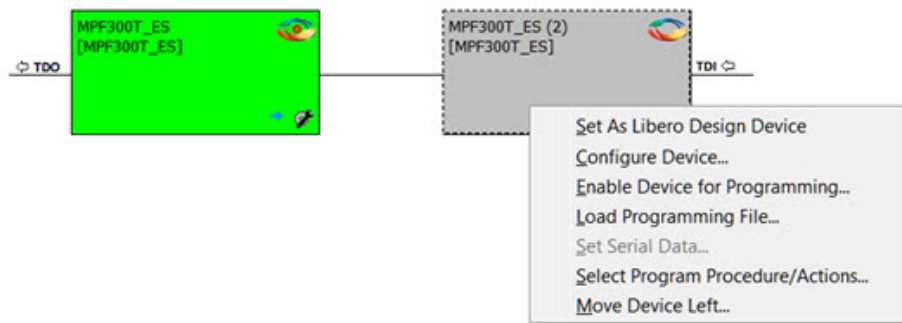 MPF300T_ES
[MPF300T_ES]
MPF300T_ES (2)
[MPF300T_ES]
TDO
TDI
Set As Libero Design Device
Configure Device...
Enable Device for Programming...
Load Programming File...
Set Serial Data...
Select Program Procedure/Actions...
Move Device Left...